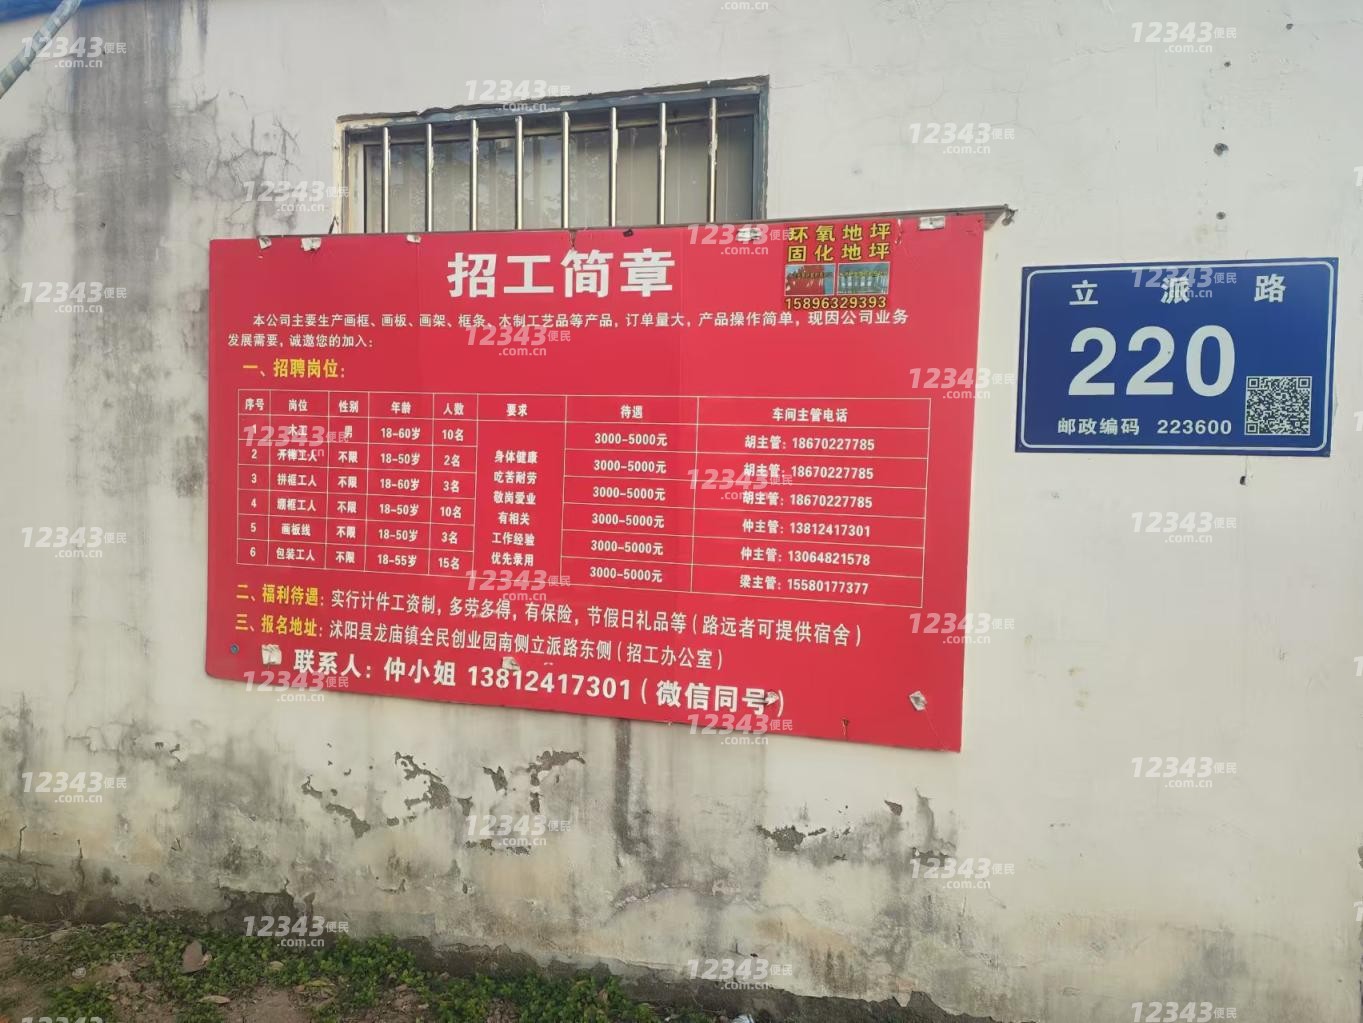 招工简章
环氧地坪
固化地坪
15896329393
本公司主要生产画框、画板、画架、框条、木制工艺品等产品，订单量大，产品操作简单，现因公司业务
发展需要，诚邀您的加入：
一、招聘岗位：
序号 岗位 性别 年龄 人数 要求 待遇 车间主管电话
1 木工 男 18-60岁 10名 3000-5000元 胡主管：18670227785
2 开榫工人 不限 18-50岁 2名 3000-5000元 胡主管：18670227785
3 拼框工人 不限 18-60岁 3名 3000-5000元 胡主管：18670227785
4 绷框工人 不限 18-50岁 10名 3000-5000元 仲主管：13812417301
5 画板线 不限 18-50岁 3名 3000-5000元 仲主管：13064821578
6 包装工人 不限 18-55岁 15名 3000-5000元 梁主管：15580177377
身体健康
吃苦耐劳
敬岗爱业
有相关
工作经验
优先录用
二、福利待遇：实行计件工资制，多劳多得，有保险，节假日礼品等（路远者可提供宿舍）
三、报名地址：沭阳县龙庙镇全民创业园南侧立派路东侧（招工办公室）
联系人：仲小姐 13812417301（微信同号）
立派路
220
邮政编码 223600
12343便民
.com.cn